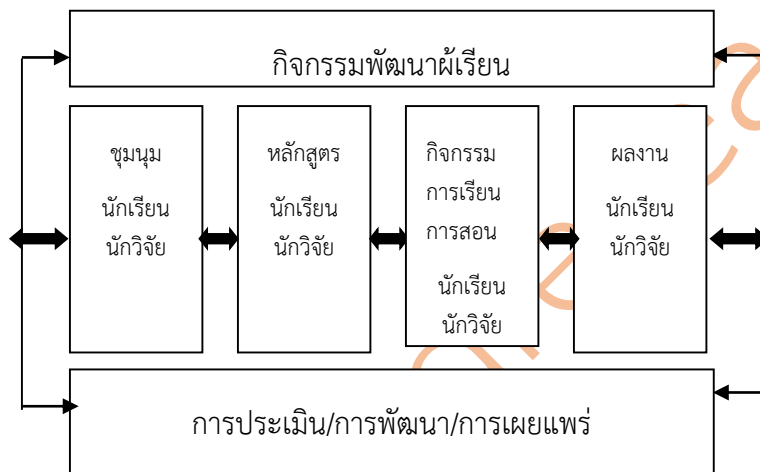 กิจกรรมพัฒนาผ้เรียน
ชุมนุม
นักเรียน
นักวิจัย
หลักสูตร
นักเรียน
นักวิจัย
กิจกรรม
การเรียน
การสอน
นักเรียน
นักวิจัย
ผลงาน
นักเรียน
นักวิจัย
การประเมิน/การพัฒนา/การเผยแพร่